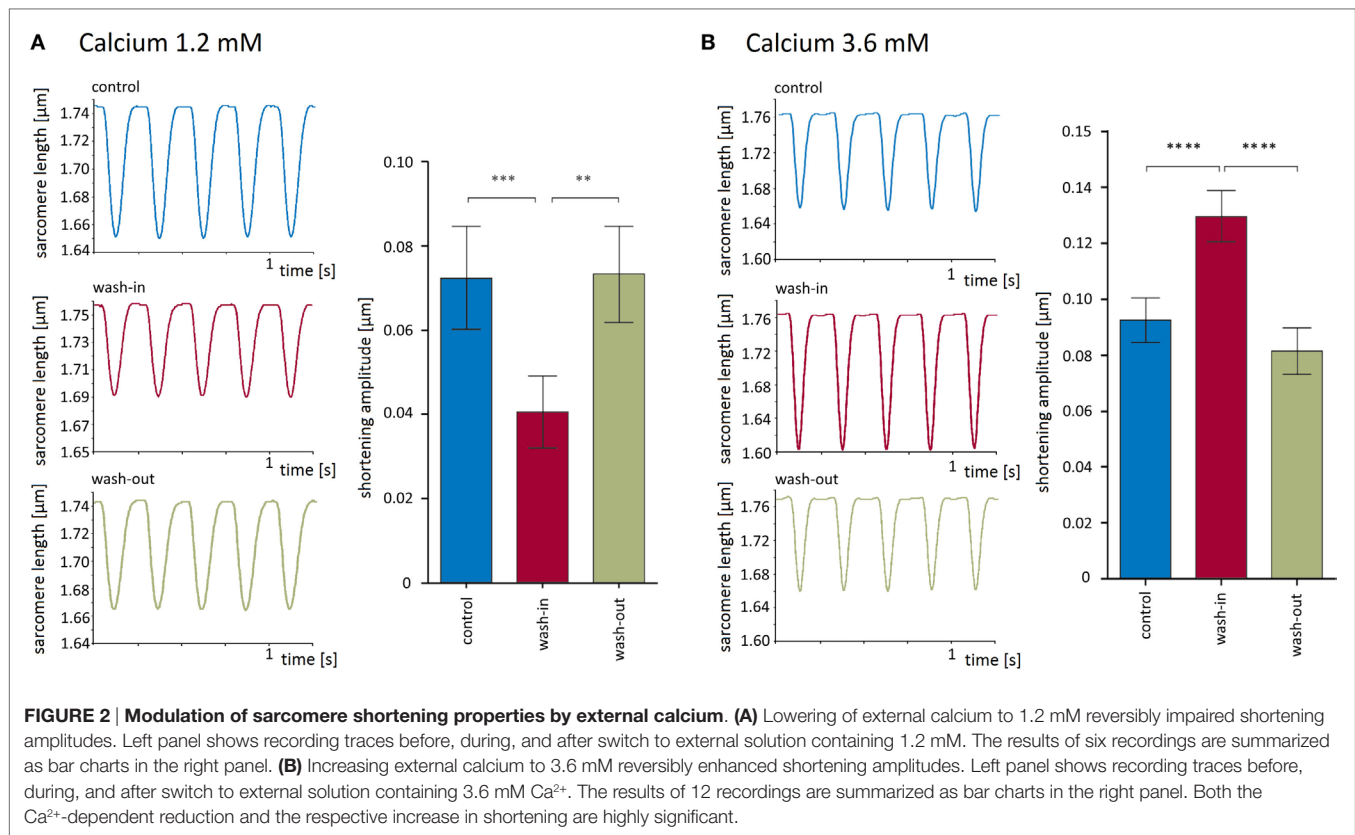 A Calcium 1.2 mM
control
sarcomere length [µm]
1.74
1.72
1.70
1.68
1.66
1.64
1
time [s]
wash-in
sarcomere length [µm]
1.75
1.73
1.71
1.69
1.67
1.65
1
time [s]
wash-out
sarcomere length [µm]
1.74
1.72
1.70
1.68
1.66
1.64
1
time [s]
shortening amplitude [µm]
0.10
0.08
0.06
0.04
0.02
0
***
**
control
wash-in
wash-out
B Calcium 3.6 mM
control
sarcomere length [µm]
1.76
1.72
1.68
1.64
1.60
1
time [s]
wash-in
sarcomere length [µm]
1.76
1.72
1.68
1.64
1.60
1
time [s]
wash-out
sarcomere length [µm]
1.76
1.72
1.68
1.64
1.60
1
time [s]
shortening amplitude [µm]
0.15
0.14
0.12
0.10
0.08
0.06
0.04
0.02
0
****
****
control
wash-in
wash-out
FIGURE 2 | Modulation of sarcomere shortening properties by external calcium. (A) Lowering of external calcium to 1.2 mM reversibly impaired shortening
amplitudes. Left panel shows recording traces before, during, and after switch to external solution containing 1.2 mM. The results of six recordings are summarized
as bar charts in the right panel. (B) Increasing external calcium to 3.6 mM reversibly enhanced shortening amplitudes. Left panel shows recording traces before,
during, and after switch to external solution containing 3.6 mM Ca²⁺. The results of 12 recordings are summarized as bar charts in the right panel. Both the
Ca²⁺-dependent reduction and the respective increase in shortening are highly significant.